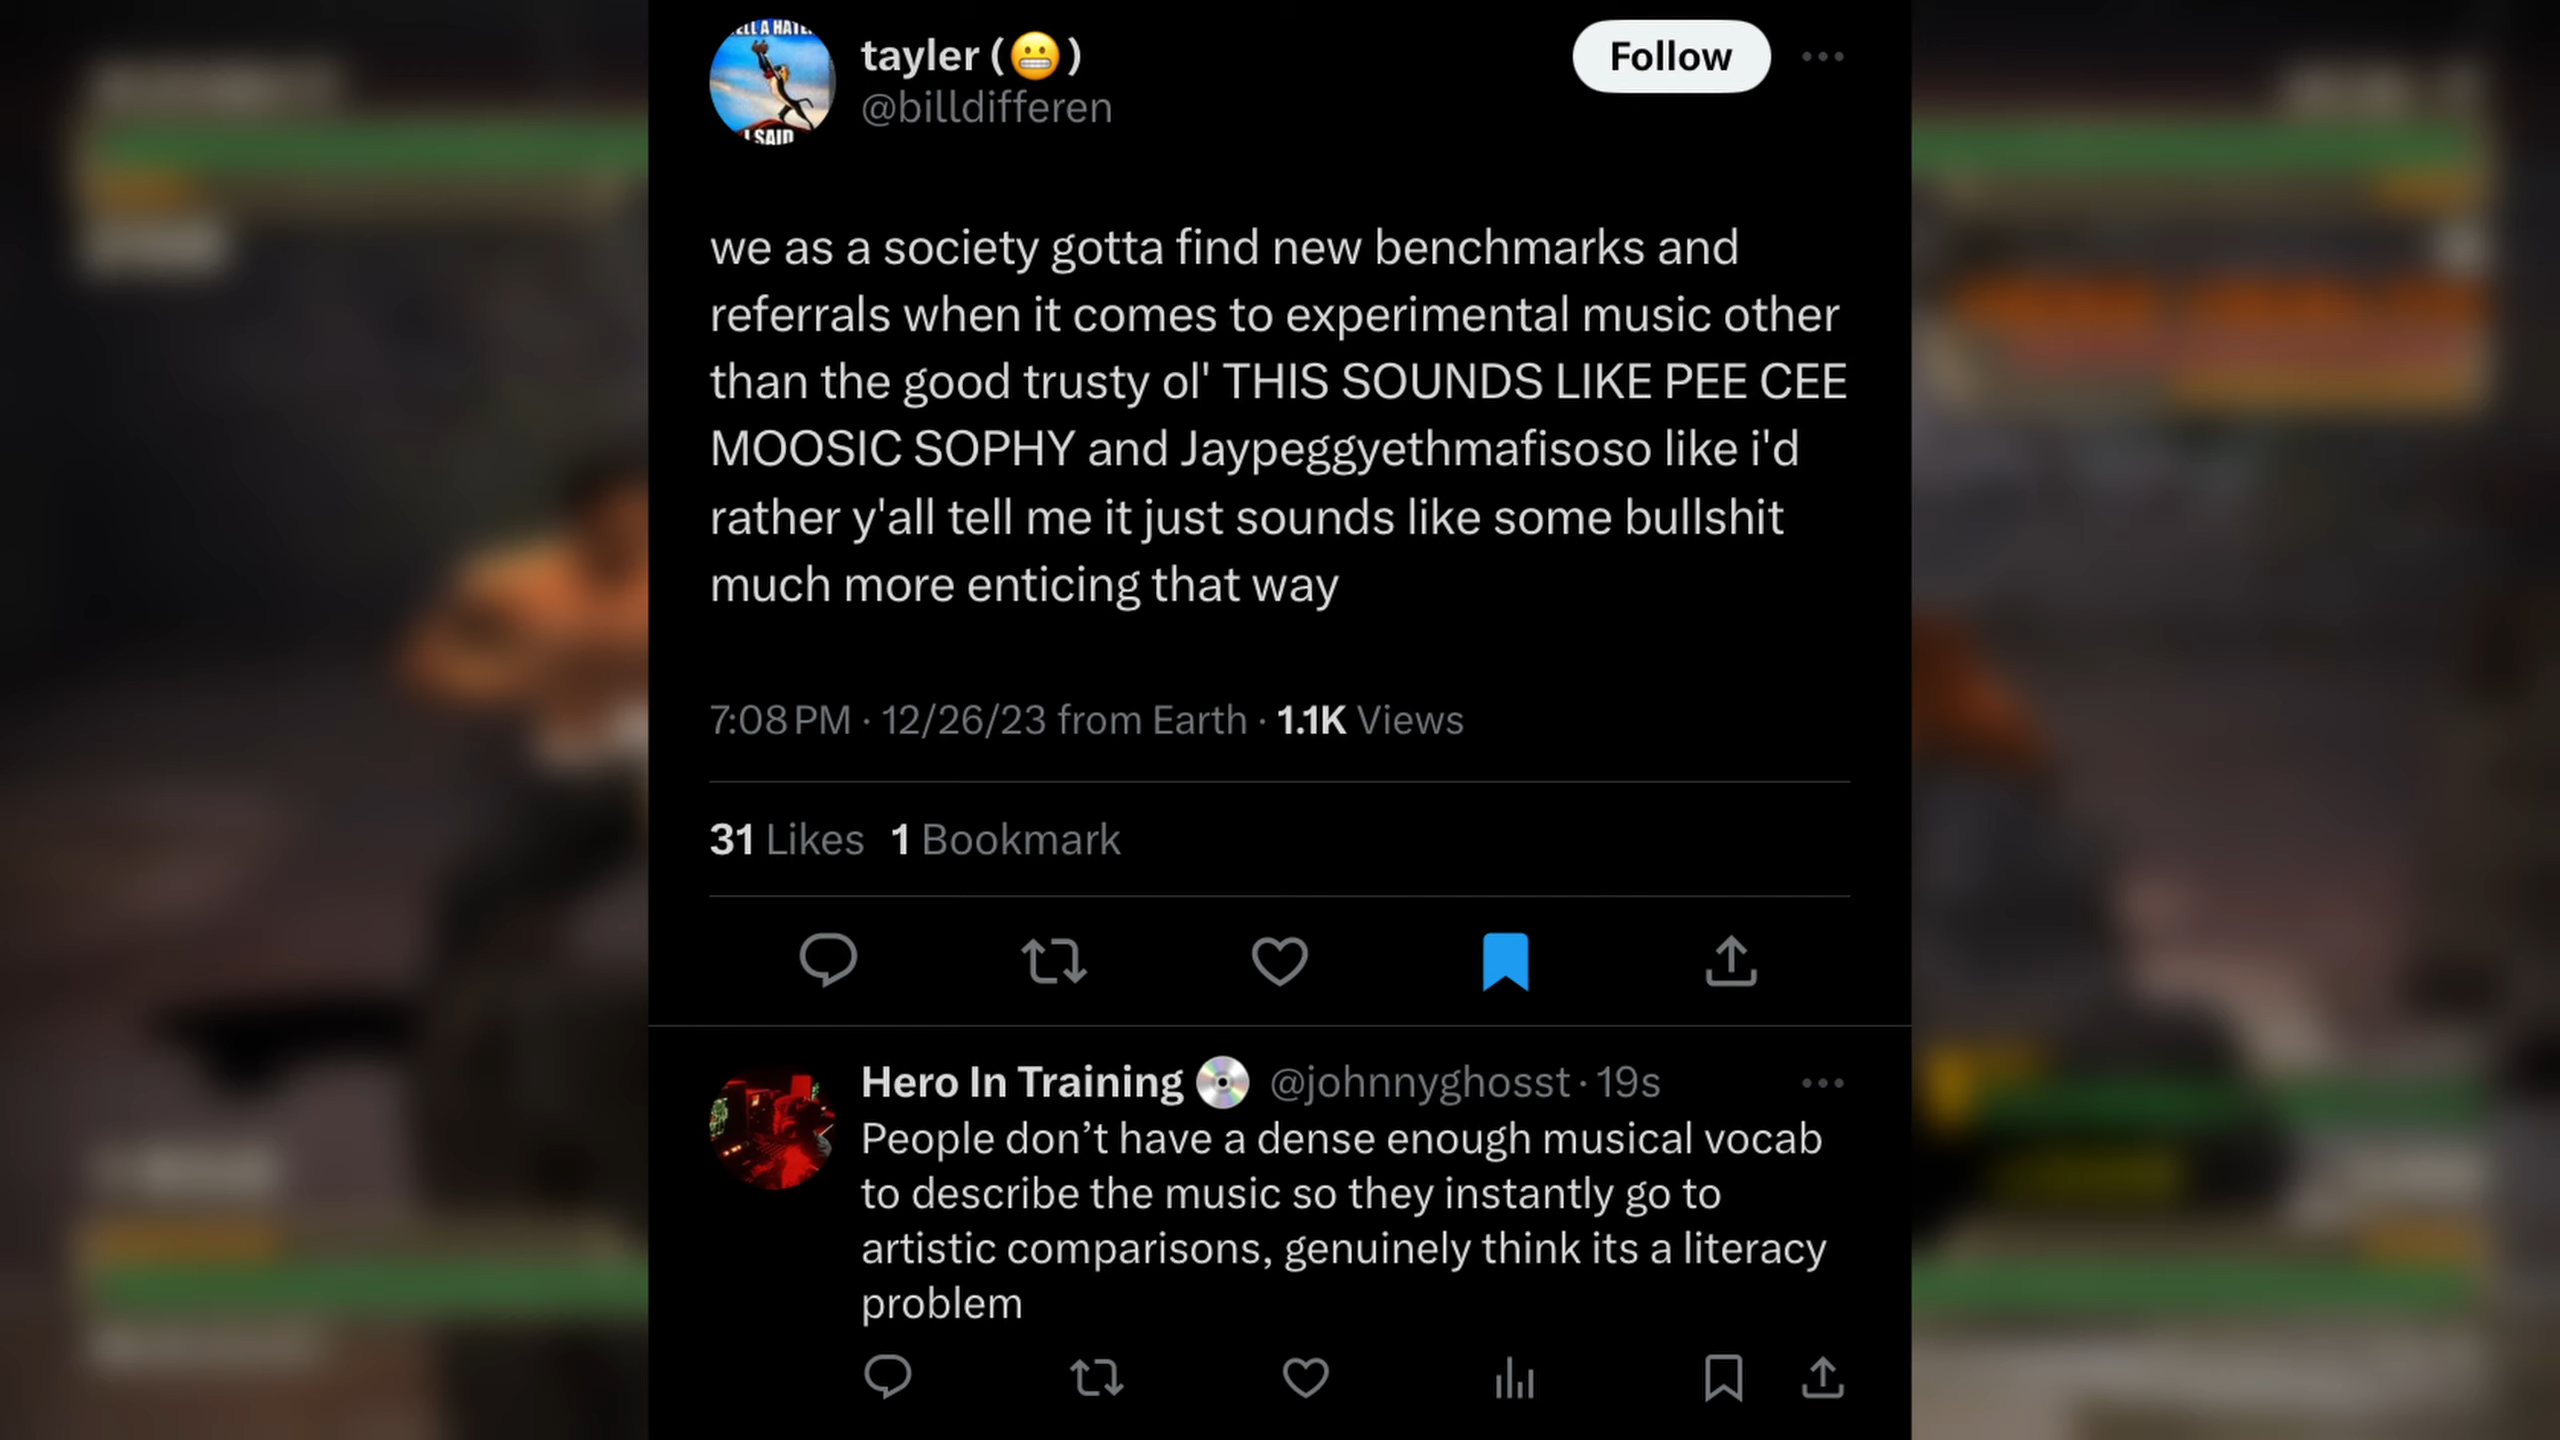 TELL A HATER
I SAID
tayler (😬)
@billdifferen
Follow
we as a society gotta find new benchmarks and
referrals when it comes to experimental music other
than the good trusty ol' THIS SOUNDS LIKE PEE CEE
MOOSIC SOPHY and Jaypeggyethmafisoso like i'd
rather y'all tell me it just sounds like some bullshit
much more enticing that way
7:08 PM · 12/26/23 from Earth · 1.1K Views
31 Likes 1 Bookmark
Hero In Training 💿 @johnnyghosst · 19s
People don’t have a dense enough musical vocab
to describe the music so they instantly go to
artistic comparisons, genuinely think its a literacy
problem